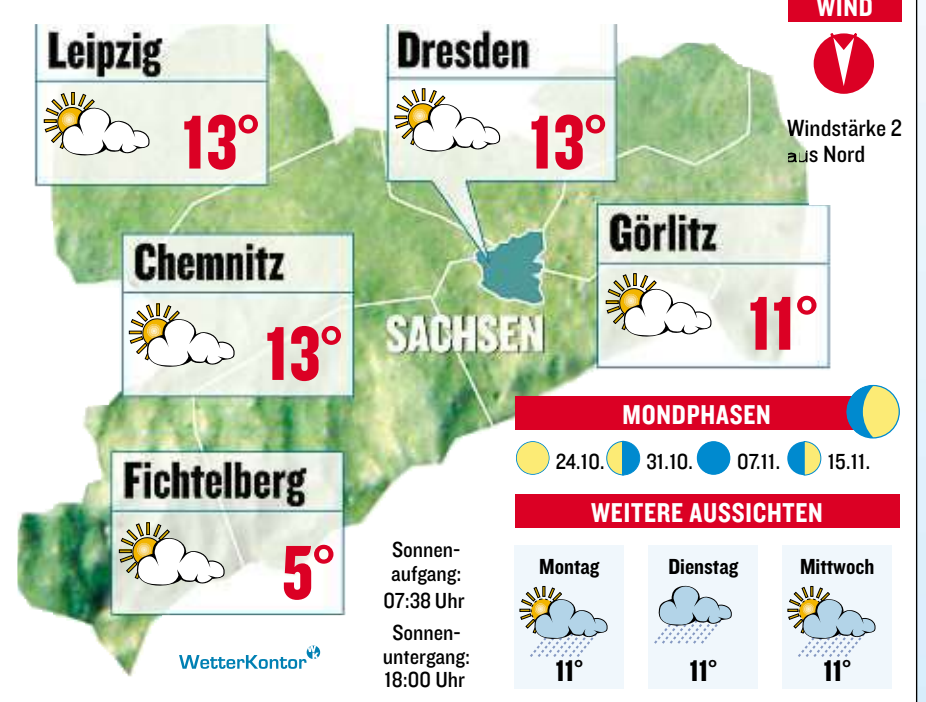 WIND
Windstärke 2
aus Nord
Leipzig
13°
Dresden
13°
Görlitz
11°
Chemnitz
13°
SACHSEN
Fichtelberg
5°
MONDPHASEN
24.10. 31.10. 07.11. 15.11.
WEITERE AUSSICHTEN
Montag
11°
Dienstag
11°
Mittwoch
11°
Sonnen-
aufgang:
07:38 Uhr
Sonnen-
untergang:
18:00 Uhr
WetterKontor